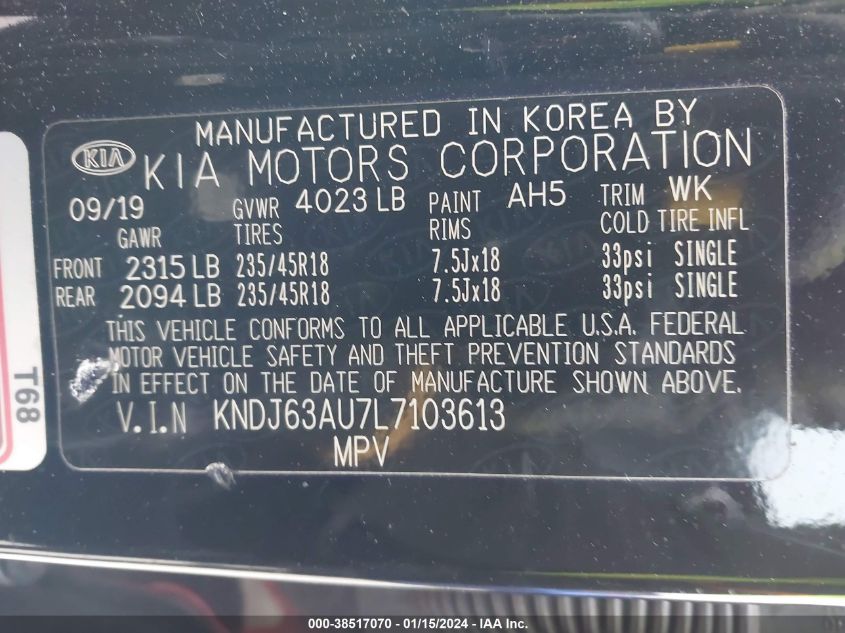 MANUFACTURED IN KOREA BY
KIA KIA MOTORS CORPORATION
09/19 GVWR 4023 LB PAINT AH5 TRIM WK
GAWR TIRES RIMS COLD TIRE INFL
FRONT 2315 LB 235/45R18 7.5Jx18 33psi SINGLE
REAR 2094 LB 235/45R18 7.5Jx18 33psi SINGLE
THIS VEHICLE CONFORMS TO ALL APPLICABLE U.S.A. FEDERAL
MOTOR VEHICLE SAFETY AND THEFT PREVENTION STANDARDS
IN EFFECT ON THE DATE OF MANUFACTURE SHOWN ABOVE.
V.I.N KNDJ63AU7L7103613
MPV
T68
000-38517070 - 01/15/2024 - IAA Inc.